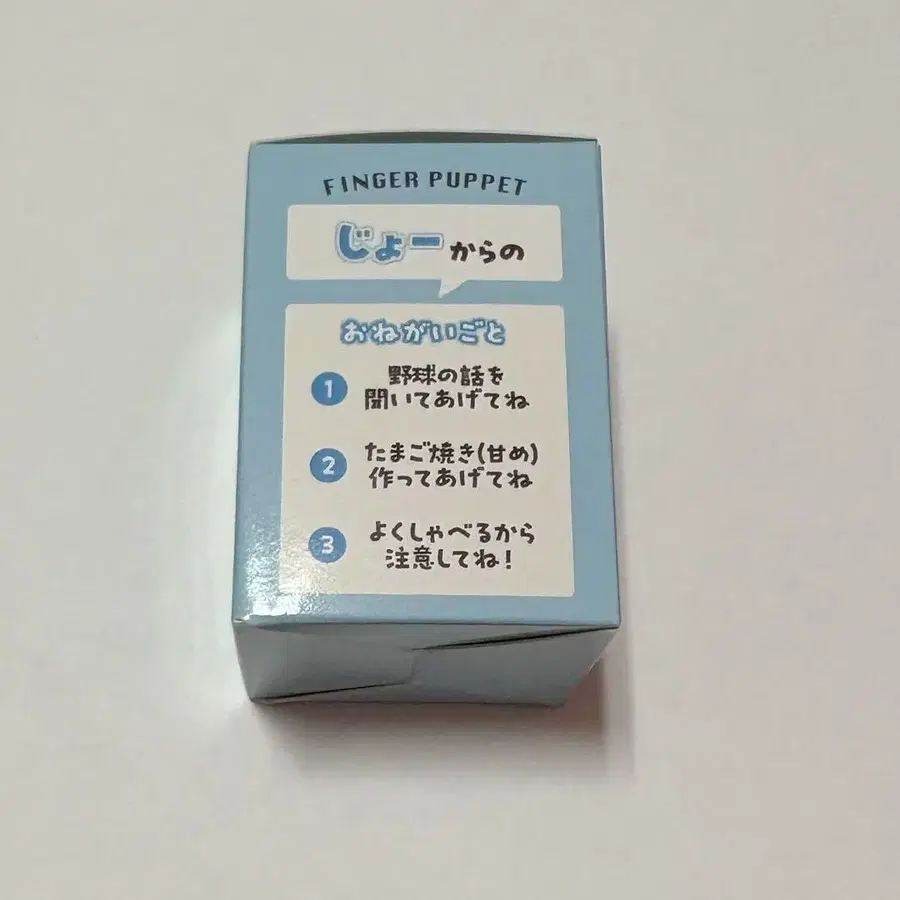 FINGER PUPPET
じょーからの
おねがいごと
1 野球の話を
聞いてあげてね
2 たまご焼き(甘め)
作ってあげてね
3 よくしゃべるから
注意してね!